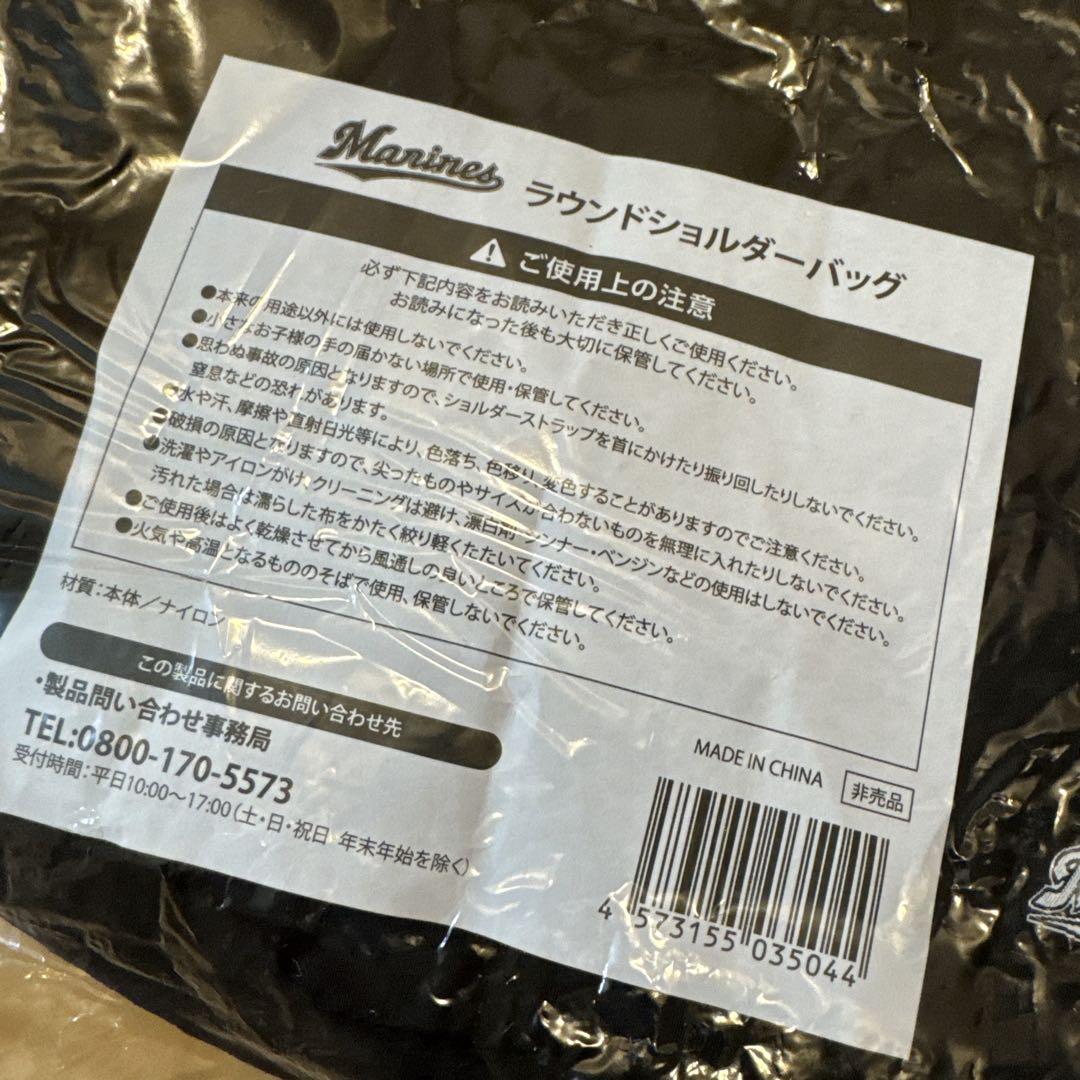 Marines ラウンドショルダーバッグ
ご使用上の注意
必ず下記内容をお読みいただき正しくご使用ください。
お読みになった後も大切に保管してください。
●本来の用途以外には使用しないでください。
●小さなお子様の手の届かない場所で使用・保管してください。
●思わぬ事故の原因となりますので、ショルダーストラップを首にかけたり振り回したりしないでください。
窒息などの恐れがあります。
●水や汗、摩擦や直射日光等により、色落ち、色移り、変色することがありますのでご注意ください。
●破損の原因となりますので、尖ったものやサイズが合わないものを無理に入れたりしないでください。
●洗濯やアイロンがけ、クリーニングは避け、漂白剤・シンナー・ベンジンなどの使用はしないでください。
汚れた場合は濡らした布をかたく絞り軽くたたいてください。
●ご使用後はよく乾燥させてから風通しの良いところで保管してください。
●火気や高温となるもののそばで使用、保管しないでください。
材質：本体／ナイロン
この製品に関するお問い合わせ先
・製品問い合わせ事務局
TEL:0800-170-5573
受付時間：平日10:00〜17:00（土・日・祝日 年末年始を除く）
MADE IN CHINA 非売品
4 573155 035044